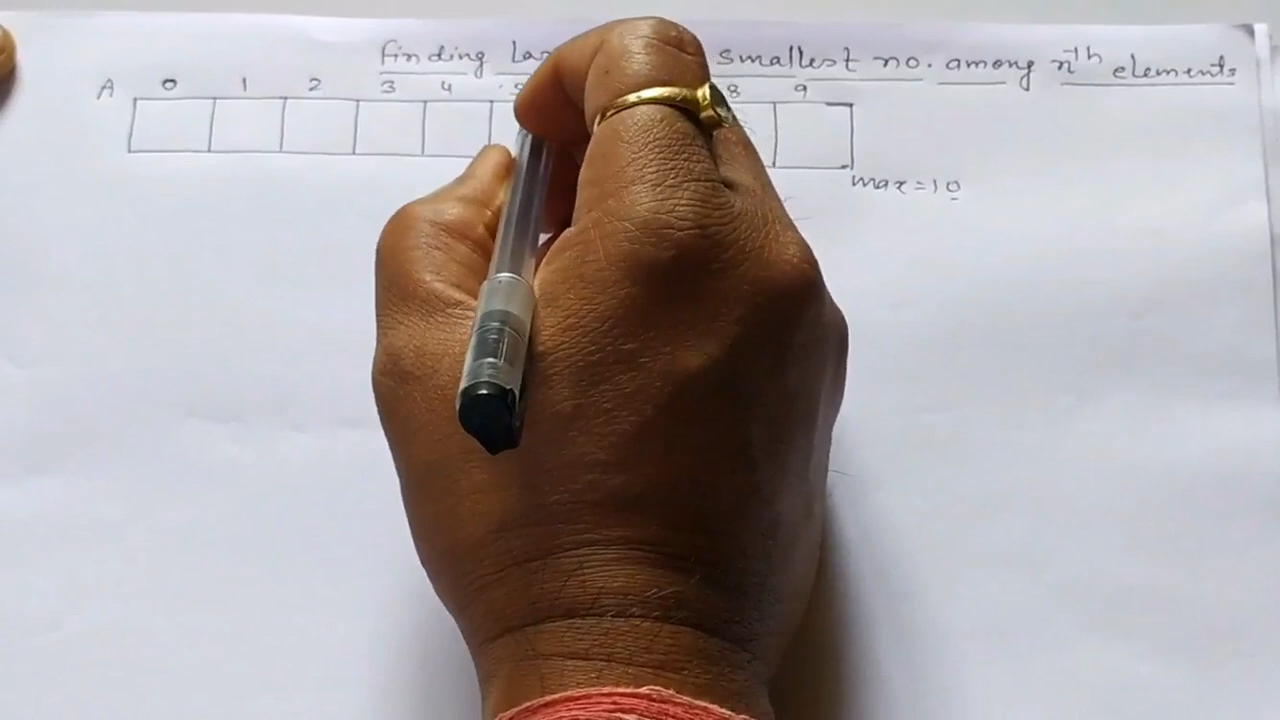 Finding smallest no. among nth elements
A 0 1 2 3 4 8 9
max=10